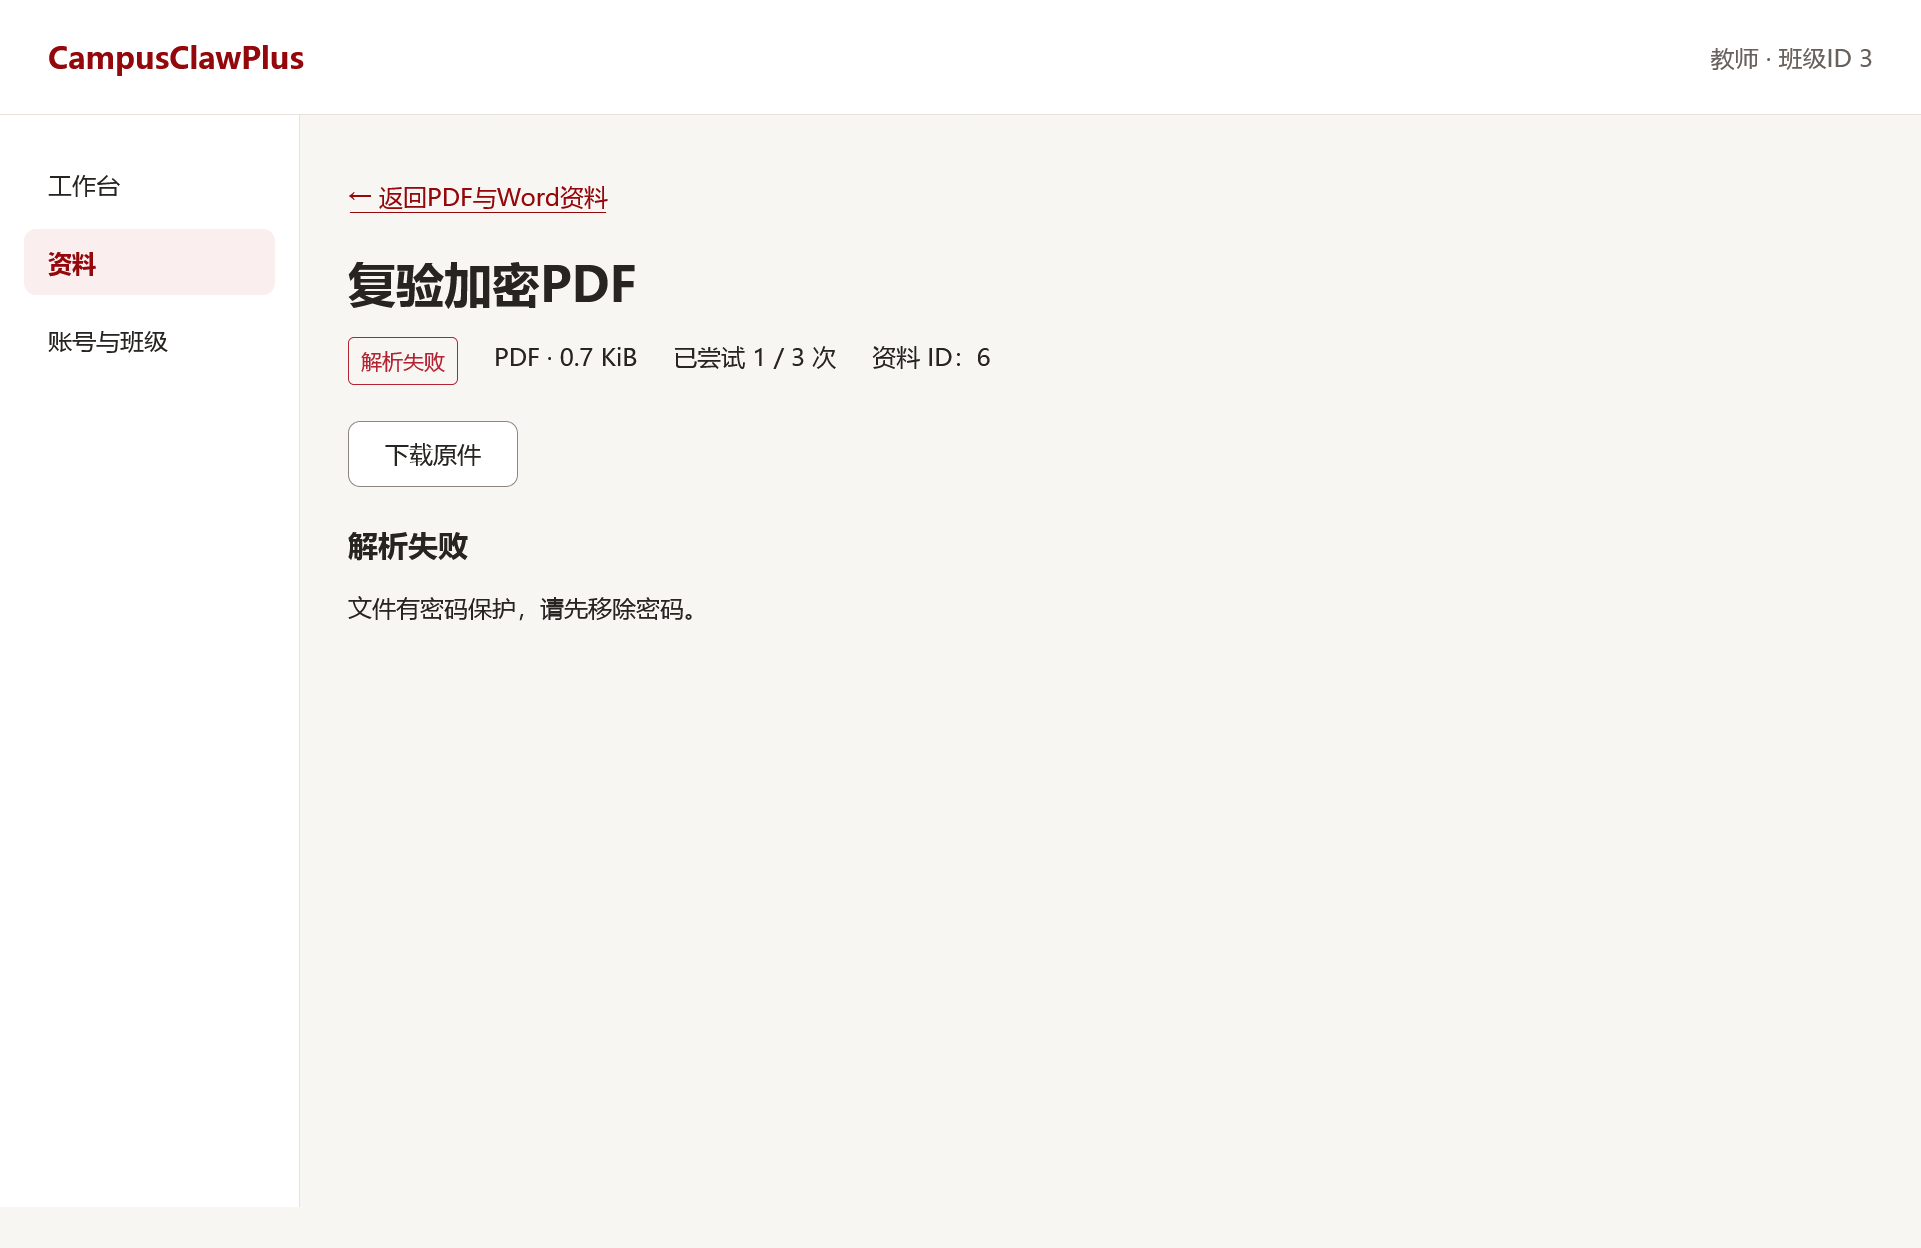 CampusClawPlus
教师 · 班级ID 3
工作台
资料
账号与班级
← 返回PDF与Word资料
复验加密PDF
解析失败 PDF · 0.7 KiB 已尝试 1 / 3 次 资料 ID：6
下载原件
解析失败
文件有密码保护，请先移除密码。